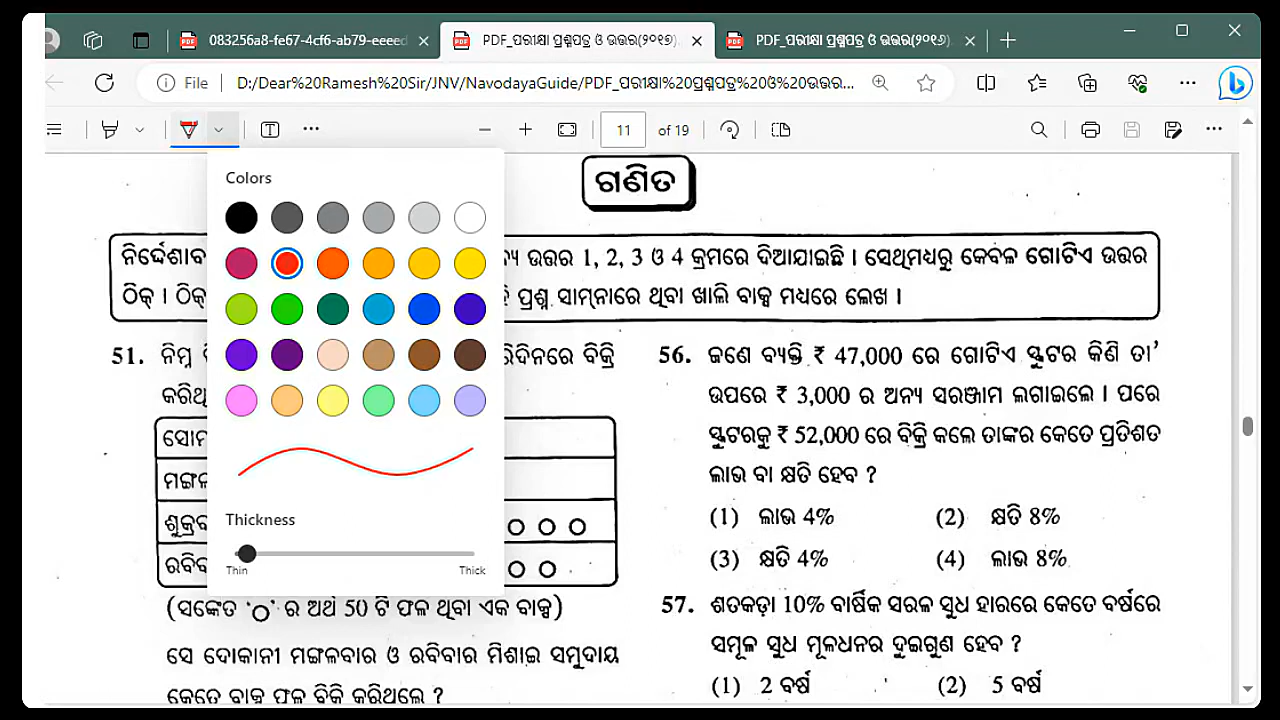 083256a8-fe67-4cf6-ab79-eeeed
PDF_ପରୀକ୍ଷା ପ୍ରଶ୍ନପତ୍ର ଓ ଉତ୍ତର(୨୦୧୭)
PDF_ପରୀକ୍ଷା ପ୍ରଶ୍ନପତ୍ର ଓ ଉତ୍ତର(୨୦୧୬)
File
D:/Dear%20Ramesh%20Sir/JNV/NavodayaGuide/PDF_ପରୀକ୍ଷା%20ପ୍ରଶ୍ନପତ୍ର%20ଓ%20ଉତ୍ତର...
11 of 19
Colors
Thickness
Thin Thick
ଗଣିତ
ଉତ୍ତର 1, 2, 3 ଓ 4 କ୍ରମରେ ଦିଆଯାଇଛି । ସେଥିମଧ୍ୟରୁ କେବଳ ଗୋଟିଏ ଉତ୍ତର
ଠିକ୍ । ଠିକ୍ ପ୍ରଶ୍ନ ସାମ୍ନାରେ ଥିବା ଖାଲି ବାକ୍ସ ମଧ୍ୟରେ ଲେଖ ।
51. ନିମ୍ନ ବିକ୍ରି
(ସଙ୍କେତ ‘O’ ର ଅର୍ଥ 50 ଟି ଫଳ ଥିବା ଏକ ବାକ୍ସ)
ସେ ଦୋକାନୀ ମଙ୍ଗଳବାର ଓ ରବିବାର ମିଶାଇ ସମୁଦାୟ
କେତେ ବାକ୍ସ ଫଳ ବିକ୍ରି କରିଥିଲେ ?
56. ଜଣେ ବ୍ୟକ୍ତି ₹ 47,000 ରେ ଗୋଟିଏ ସ୍କୁଟର କିଣି ତା’
ଉପରେ ₹ 3,000 ର ଅନ୍ୟ ସରଞ୍ଜାମ ଲଗାଇଲେ । ପରେ
ସ୍କୁଟରକୁ ₹ 52,000 ରେ ବିକ୍ରି କଲେ ତାଙ୍କର କେତେ ପ୍ରତିଶତ
ଲାଭ ବା କ୍ଷତି ହେବ ?
(1) ଲାଭ 4% (2) କ୍ଷତି 8%
(3) କ୍ଷତି 4% (4) ଲାଭ 8%
57. ଶତକଡ଼ା 10% ବାର୍ଷିକ ସରଳ ସୁଧ ହାରରେ କେତେ ବର୍ଷରେ
ସମୂଳ ସୁଧ ମୂଳଧନର ଦୁଇଗୁଣ ହେବ ?
(1) 2 ବର୍ଷ (2) 5 ବର୍ଷ